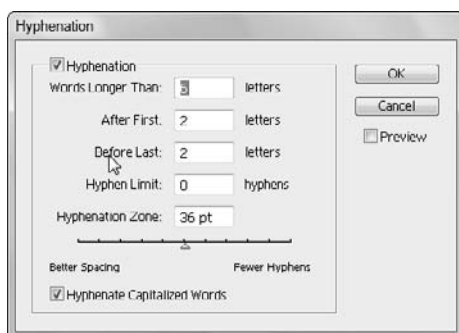 Hyphenation
Hyphenation
Words Longer Than: 5 letters
After First: 2 letters
Before Last: 2 letters
Hyphen Limit: 0 hyphens
Hyphenation Zone: 36 pt
Better Spacing Fewer Hyphens
Hyphenate Capitalized Words
OK
Cancel
Preview